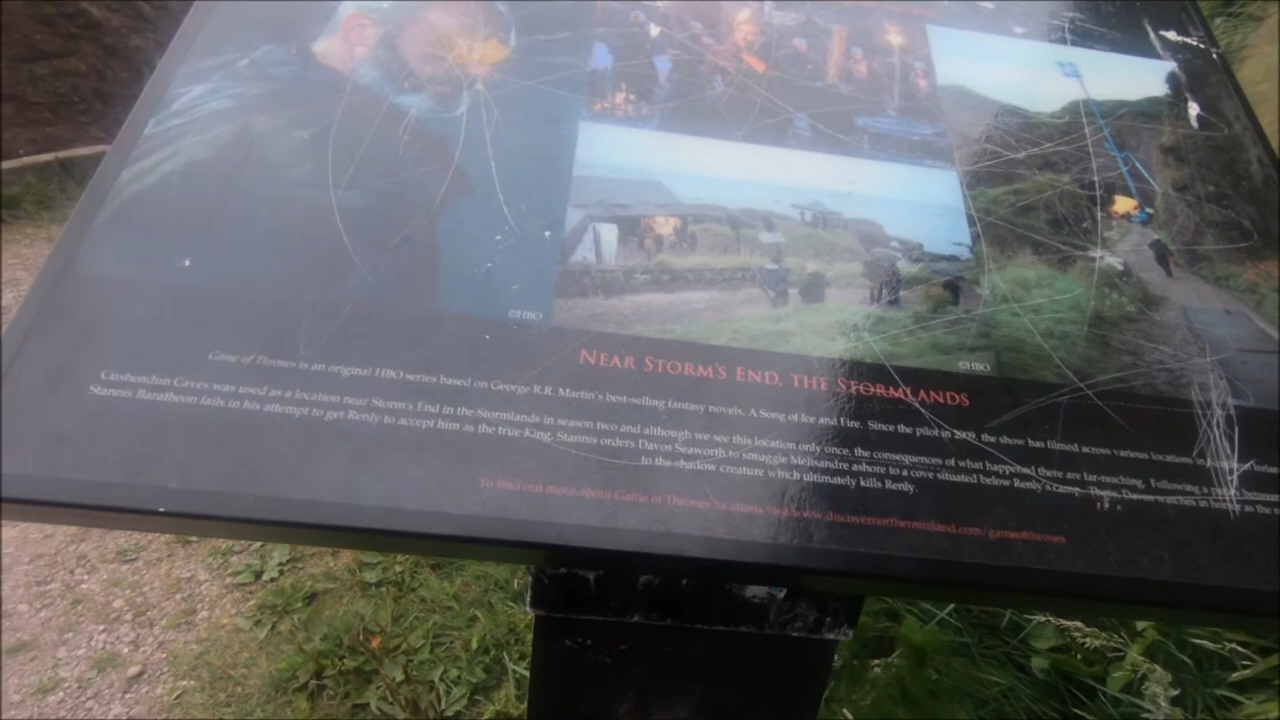 ©HBO
©HBO
NEAR STORM'S END, THE STORMLANDS
Game of Thrones is an original HBO series based on George R.R. Martin's best-selling fantasy novels, A Song of Ice and Fire. Since the pilot in 2009, the show has filmed across various locations in
Cushendun Caves was used as a location near Storm's End in the Stormlands in season two and although we see this location only once, the consequences of what happened there are far-reaching. Following a
Stannis Baratheon fails in his attempt to get Renly to accept him as the true King, Stannis orders Davos Seaworth to smuggle Melisandre ashore to a cove situated below Renly's camp. There, Davos watches in horror as the
to the shadow creature which ultimately kills Renly.
To find out more about Game of Thrones locations visit www.discovernorthernireland.com/gameofthrones